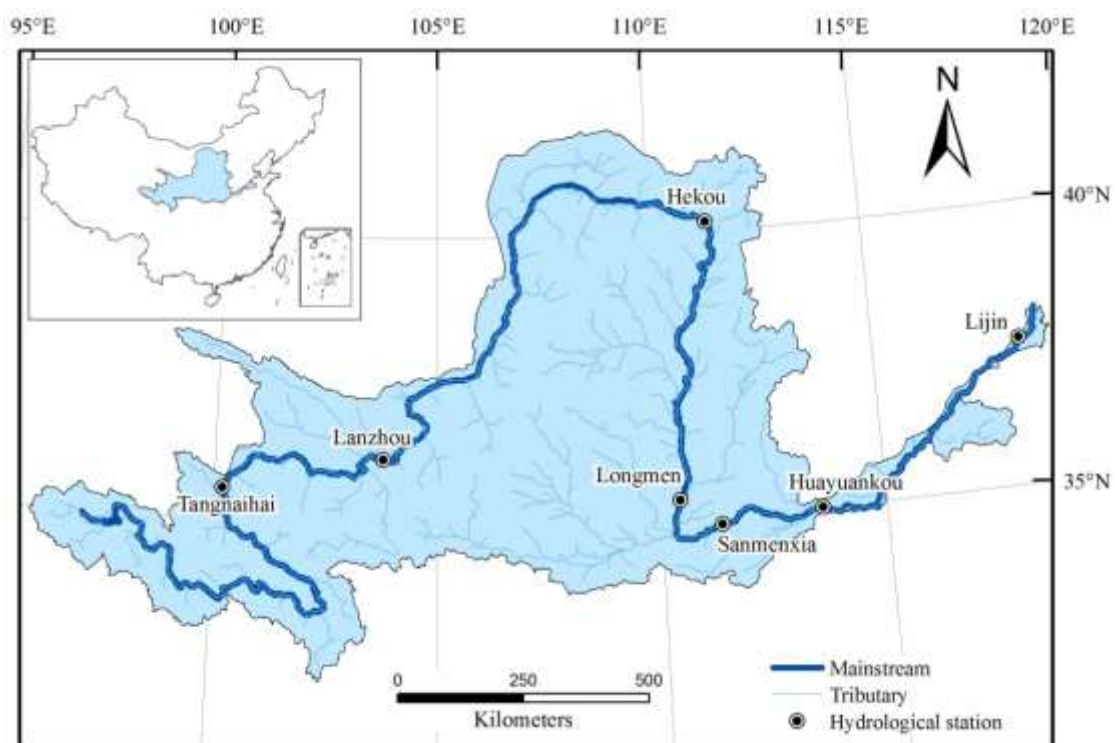 95°E
100°E
105°E
110°E
115°E
120°E
N
40°N
Hekou
Lijin
Lanzhou
Longmen
Huayuankou
35°N
Tangnaihai
Sanmenxia
0
250
500
Kilometers
Mainstream
Tributary
Hydrological station